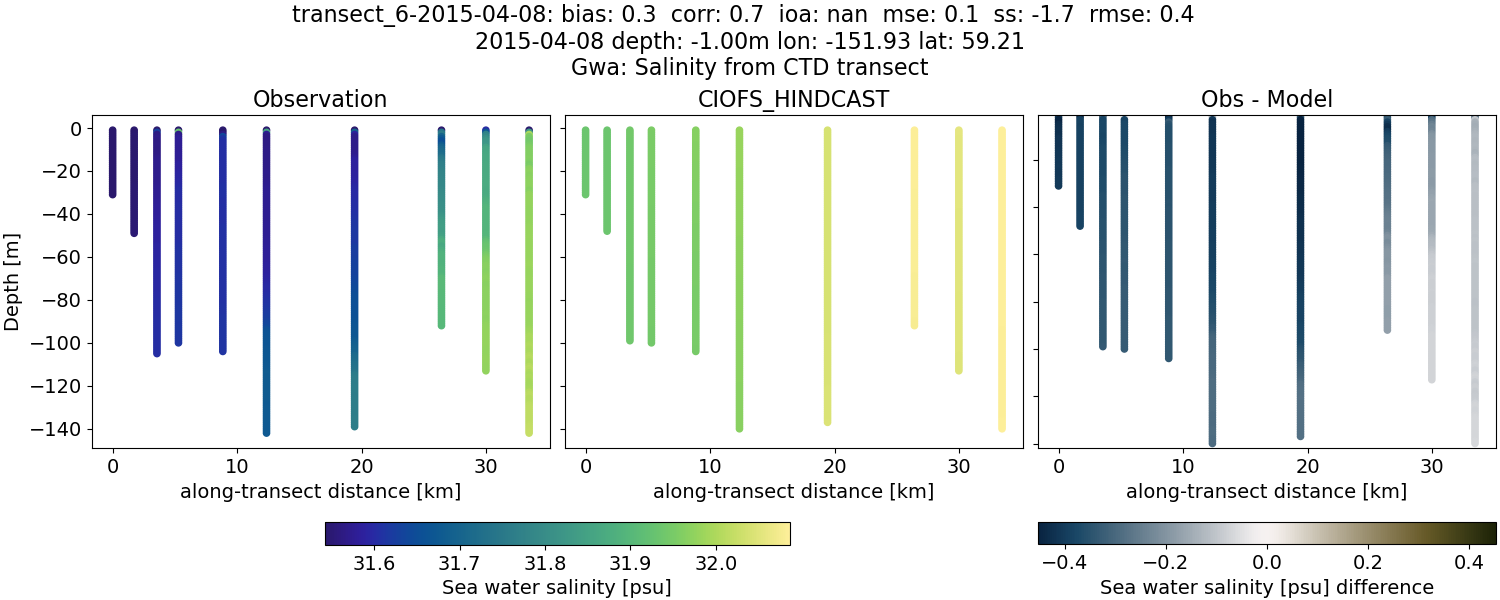 transect_6-2015-04-08: bias: 0.3  corr: 0.7  ioa: nan  mse: 0.1  ss: -1.7  rmse: 0.4
2015-04-08 depth: -1.00m lon: -151.93 lat: 59.21
Gwa: Salinity from CTD transect
Observation
CIOFS_HINDCAST
Obs - Model
Depth [m]
0
−20
−40
−60
−80
−100
−120
−140
0 10 20 30
0 10 20 30
0 10 20 30
along-transect distance [km]
along-transect distance [km]
along-transect distance [km]
31.6 31.7 31.8 31.9 32.0
Sea water salinity [psu]
−0.4 −0.2 0.0 0.2 0.4
Sea water salinity [psu] difference